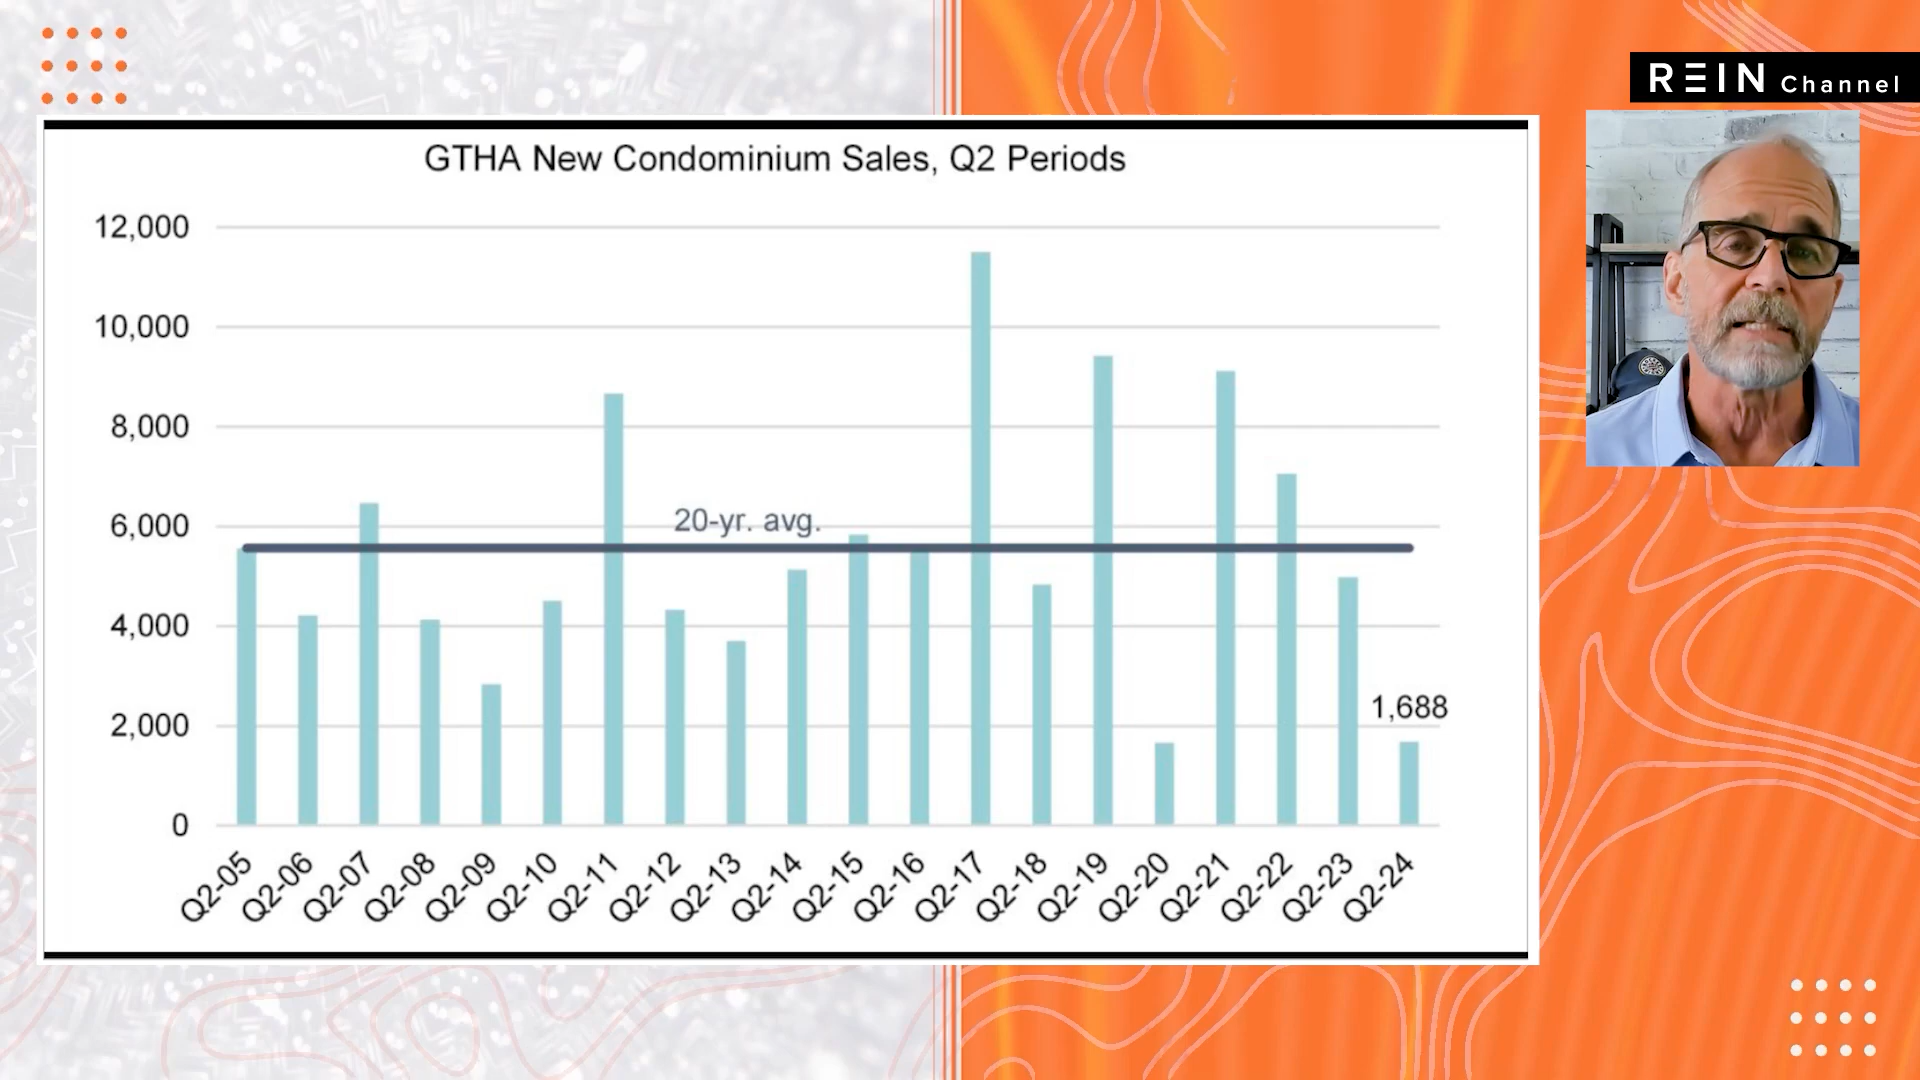 REIN Channel
GTHA New Condominium Sales, Q2 Periods
12,000
10,000
8,000
6,000
4,000
2,000
0
20-yr. avg.
1,688
Q2-05
Q2-06
Q2-07
Q2-08
Q2-09
Q2-10
Q2-11
Q2-12
Q2-13
Q2-14
Q2-15
Q2-16
Q2-17
Q2-18
Q2-19
Q2-20
Q2-21
Q2-22
Q2-23
Q2-24